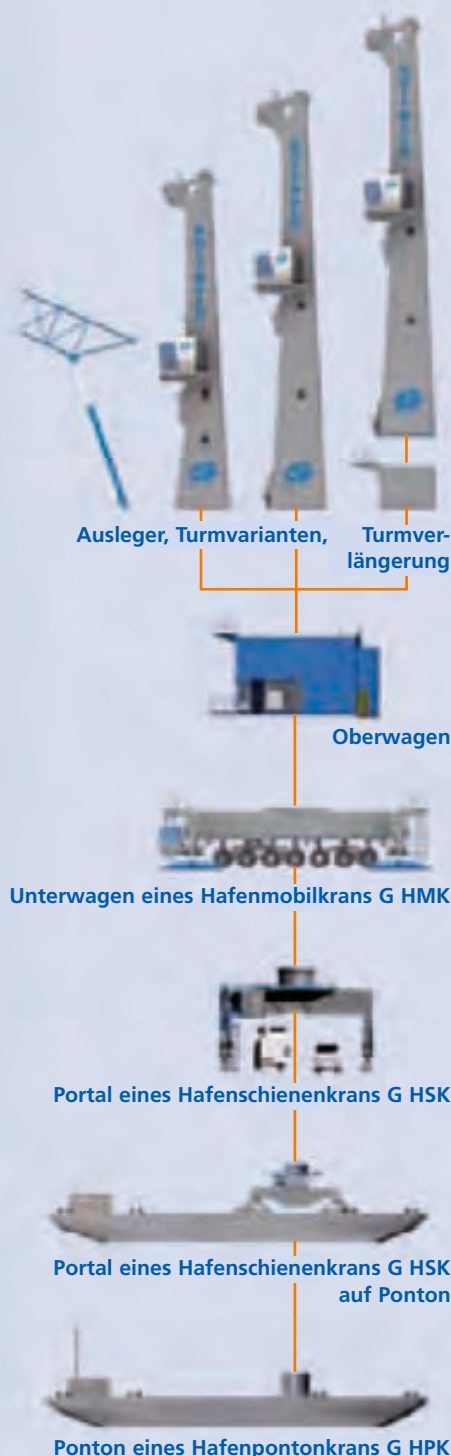 Ausleger, Turmvarianten, Turmver-
längerung
Oberwagen
Unterwagen eines Hafenmobilkrans G HMK
Portal eines Hafenschienenkrans G HSK
Portal eines Hafenschienenkrans G HSK
auf Ponton
Ponton eines Hafenpontonkrans G HPK